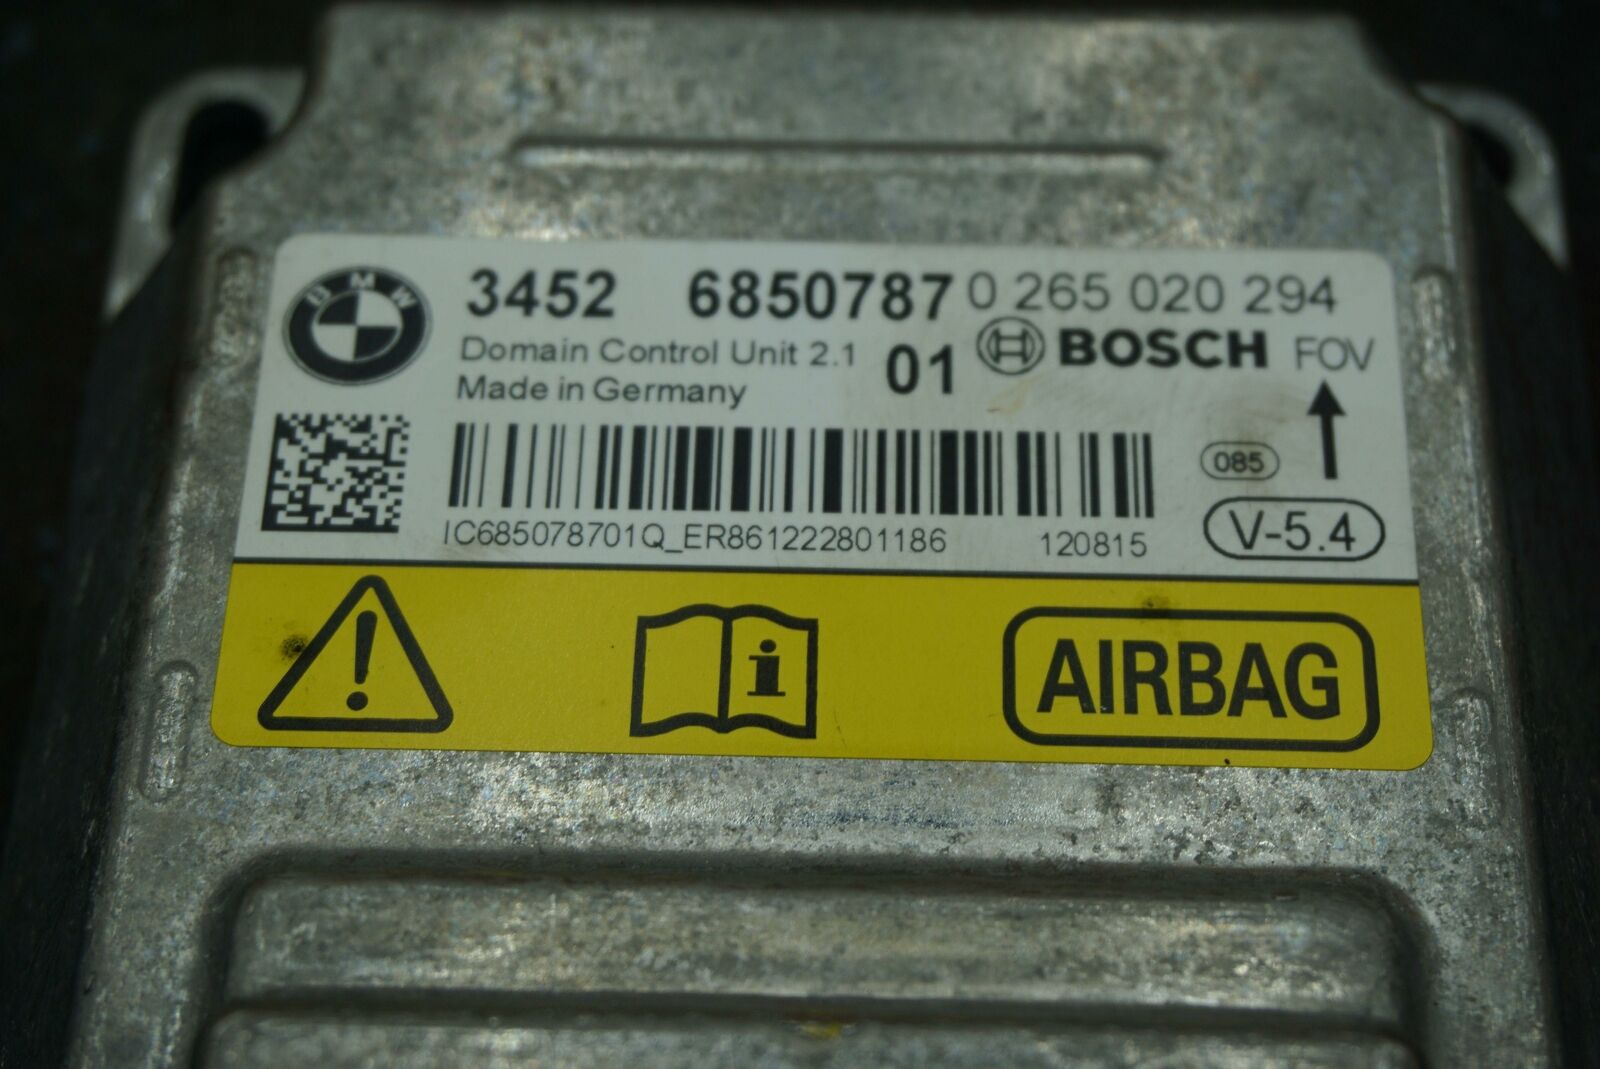 BMW
3452 6850787 0 265 020 294
Domain Control Unit 2.1 01 BOSCH FOV
Made in Germany
085
IC685078701Q_ER861222801186 120815 V-5.4
AIRBAG